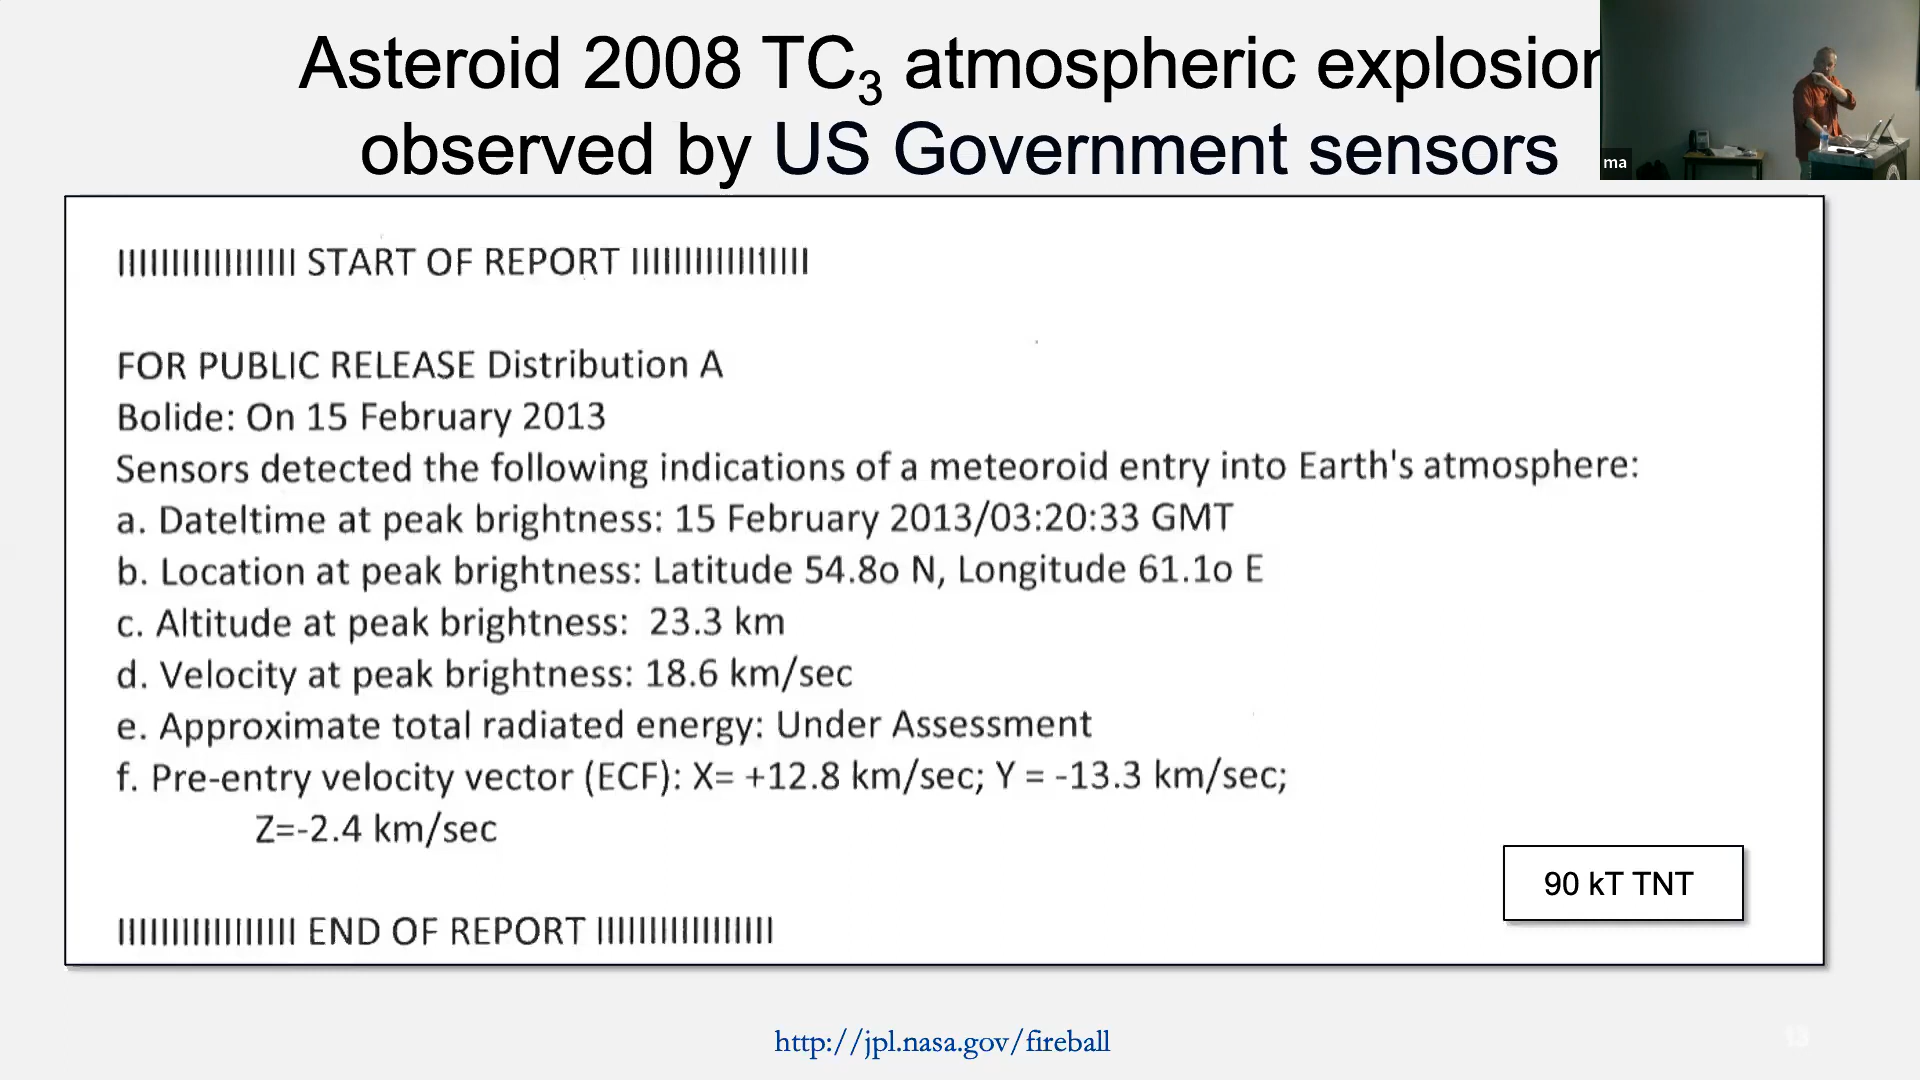 Asteroid 2008 TC3 atmospheric explosion
observed by US Government sensors
ma
IIIIIIIIIIIIIIIIII START OF REPORT IIIIIIIIIIIIIIIIII
FOR PUBLIC RELEASE Distribution A
Bolide: On 15 February 2013
Sensors detected the following indications of a meteoroid entry into Earth's atmosphere:
a. Dateltime at peak brightness: 15 February 2013/03:20:33 GMT
b. Location at peak brightness: Latitude 54.8o N, Longitude 61.1o E
c. Altitude at peak brightness: 23.3 km
d. Velocity at peak brightness: 18.6 km/sec
e. Approximate total radiated energy: Under Assessment
f. Pre-entry velocity vector (ECF): X= +12.8 km/sec; Y = -13.3 km/sec;
Z=-2.4 km/sec
90 kT TNT
IIIIIIIIIIIIIIIIII END OF REPORT IIIIIIIIIIIIIIIIII
http://jpl.nasa.gov/fireball
13